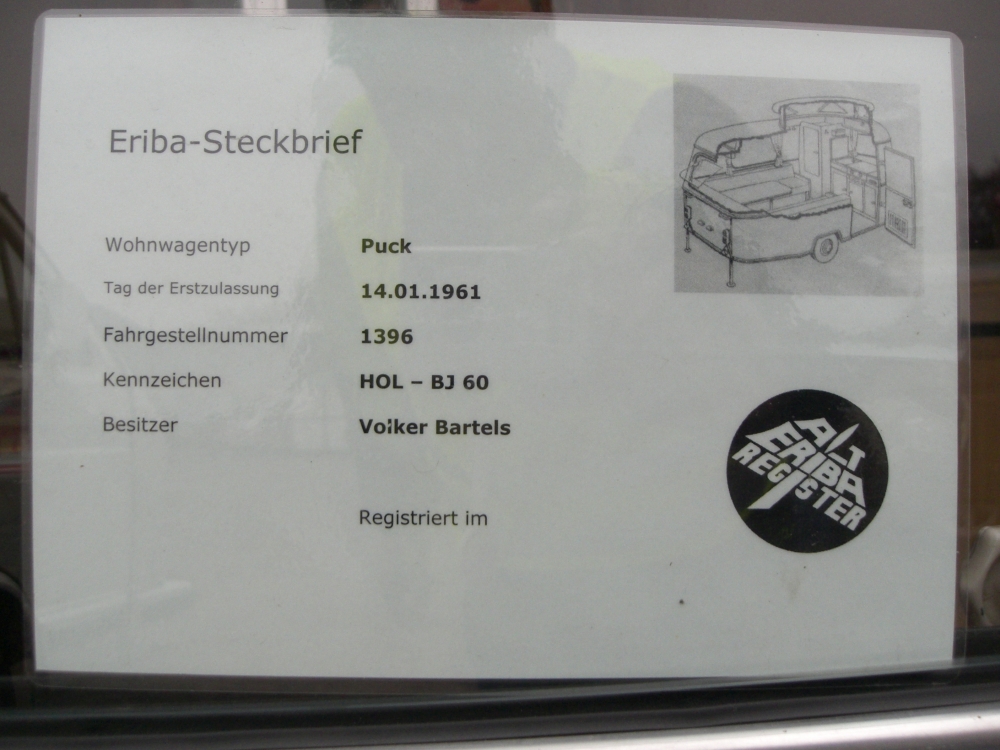 Eriba-Steckbrief
Wohnwagentyp Puck
Tag der Erstzulassung 14.01.1961
Fahrgestellnummer 1396
Kennzeichen HOL – BJ 60
Besitzer Volker Bartels
Registriert im
ALT
ERIBA
REGISTER